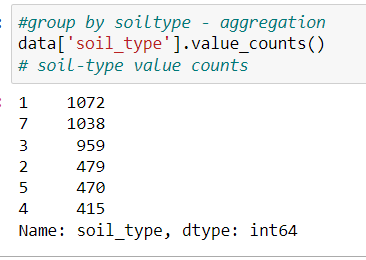 #group by soiltype - aggregation
data['soil_type'].value_counts()
# soil-type value counts
1    1072
7    1038
3     959
2     479
5     470
4     415
Name: soil_type, dtype: int64